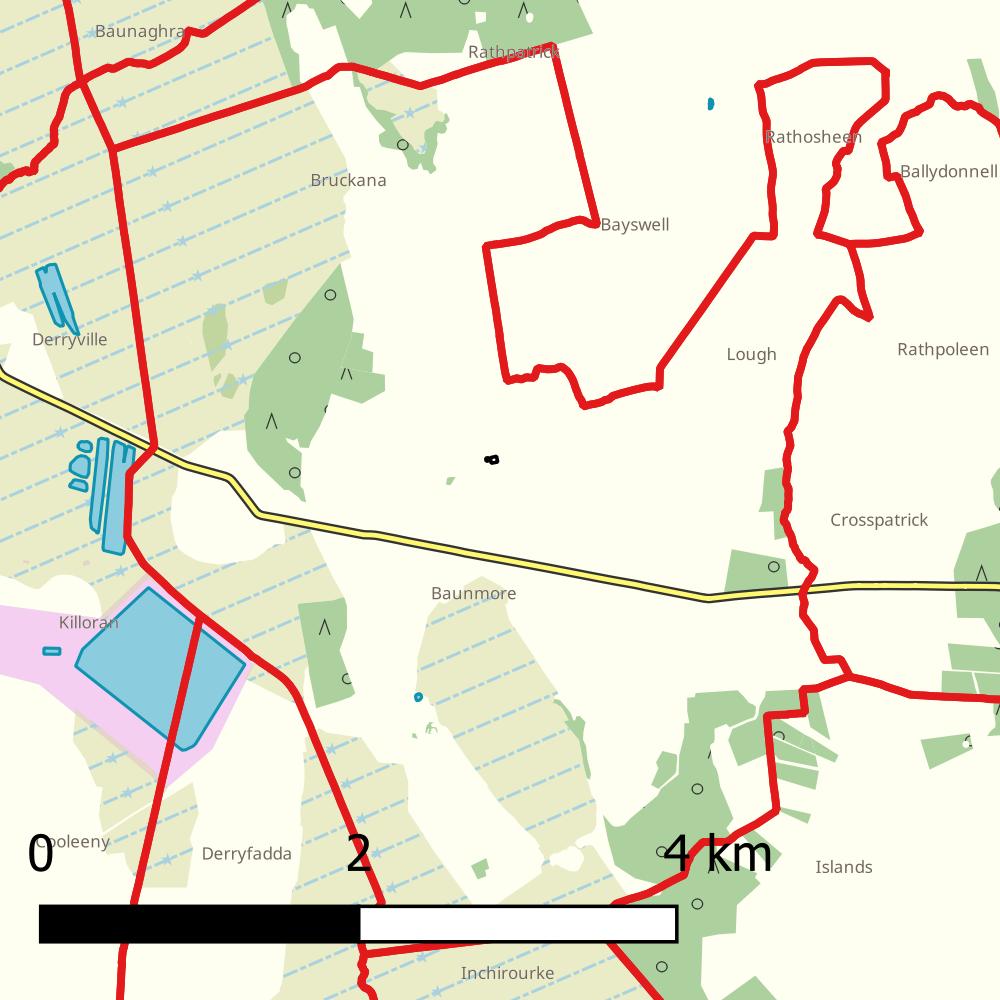 Baunaghra
Rathpatrick
Rathosheen
Ballydonnell
Bruckana
Bayswell
Derryville
Lough
Rathpoleen
Crosspatrick
Baunmore
Killoran
Cooleeny
Derryfadda
Islands
0 2 4 km
Inchirourke